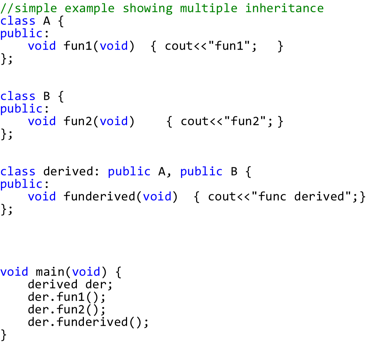 //simple example showing multiple inheritance
class A {
public:
    void fun1(void)  { cout<<"fun1";   }
};
class B {
public:
    void fun2(void)    { cout<<"fun2"; }
};
class derived: public A, public B {
public:
    void funderived(void)  { cout<<"func derived";}
};
void main(void) {
    derived der;
    der.fun1();
    der.fun2();
    der.funderived();
}